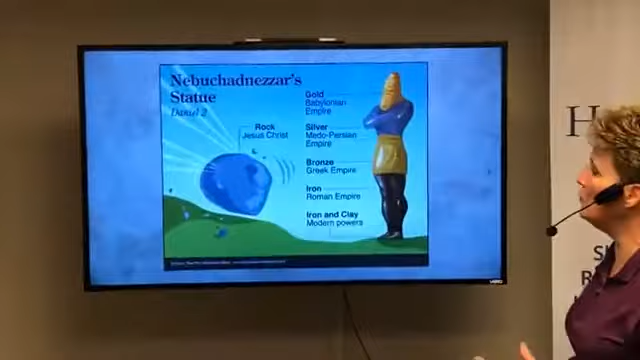 Nebuchadnezzar's
Statue
Daniel 2
Gold
Babylonian
Empire
Rock
Jesus Christ
Silver
Medo-Persian
Empire
Bronze
Greek Empire
Iron
Roman Empire
Iron and Clay
Modern powers
VIZIO
H